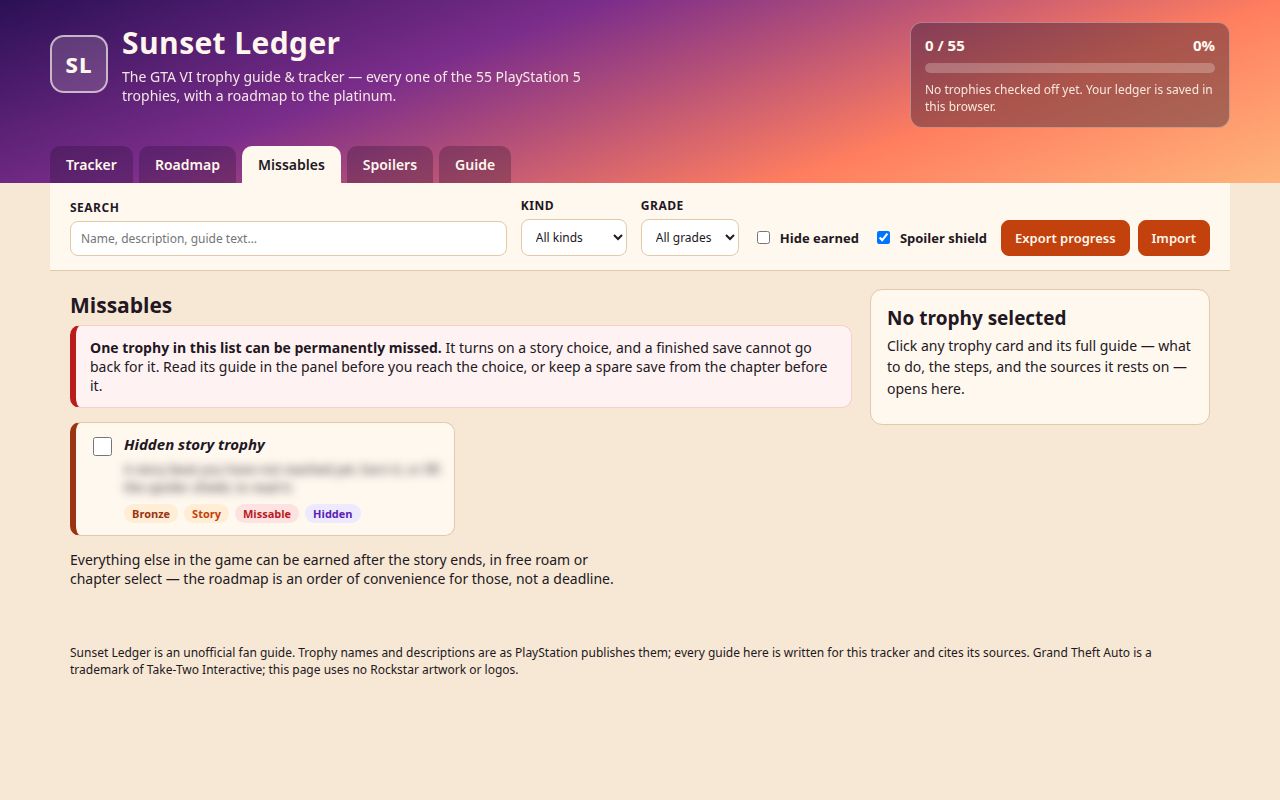 SL
Sunset Ledger
The GTA VI trophy guide & tracker — every one of the 55 PlayStation 5
trophies, with a roadmap to the platinum.
0 / 55
0%
No trophies checked off yet. Your ledger is saved in
this browser.
Tracker
Roadmap
Missables
Spoilers
Guide
SEARCH
Name, description, guide text...
KIND
All kinds
GRADE
All grades
Hide earned
Spoiler shield
Export progress
Import
Missables
One trophy in this list can be permanently missed. It turns on a story choice, and a finished save cannot go
back for it. Read its guide in the panel before you reach the choice, or keep a spare save from the chapter before
it.
Hidden story trophy
Bronze
Story
Missable
Hidden
Everything else in the game can be earned after the story ends, in free roam or
chapter select — the roadmap is an order of convenience for those, not a deadline.
No trophy selected
Click any trophy card and its full guide — what
to do, the steps, and the sources it rests on —
opens here.
Sunset Ledger is an unofficial fan guide. Trophy names and descriptions are as PlayStation publishes them; every guide here is written for this tracker and cites its sources. Grand Theft Auto is a
trademark of Take-Two Interactive; this page uses no Rockstar artwork or logos.